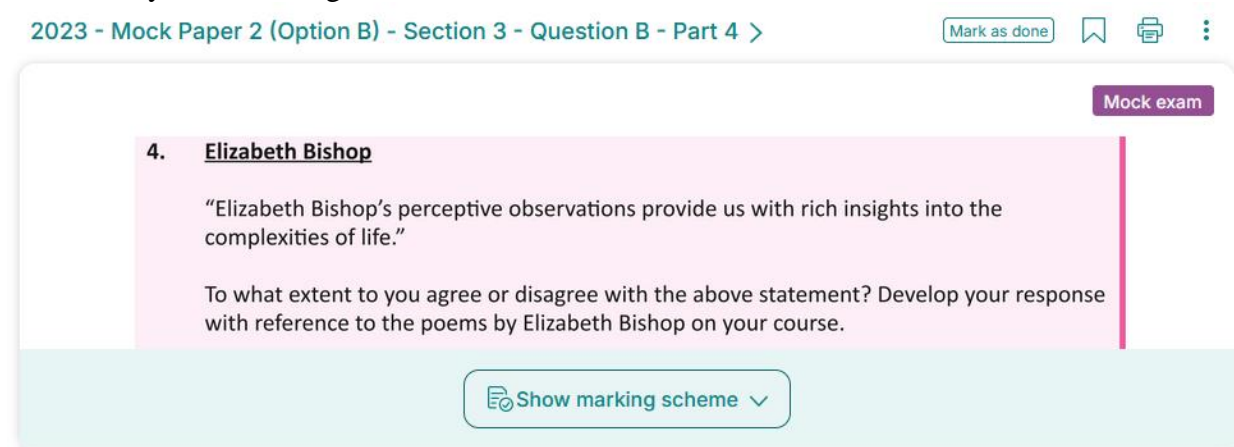 2023 - Mock Paper 2 (Option B) - Section 3 - Question B - Part 4 >
Mark as done
Mock exam
4. Elizabeth Bishop
“Elizabeth Bishop’s perceptive observations provide us with rich insights into the
complexities of life.”
To what extent to you agree or disagree with the above statement? Develop your response
with reference to the poems by Elizabeth Bishop on your course.
Show marking scheme